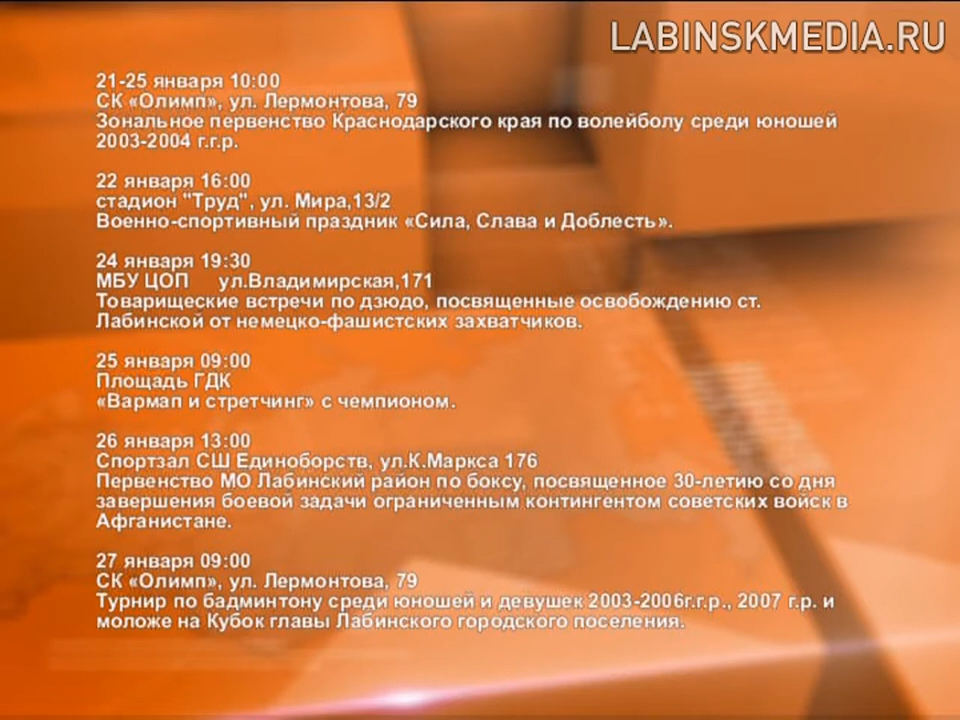 LABINSKMEDIA.RU
21-25 января 10:00
СК «Олимп», ул. Лермонтова, 79
Зональное первенство Краснодарского края по волейболу среди юношей
2003-2004 г.г.р.
22 января 16:00
стадион "Труд", ул. Мира,13/2
Военно-спортивный праздник «Сила, Слава и Доблесть».
24 января 19:30
МБУ ЦОП ул.Владимирская,171
Товарищеские встречи по дзюдо, посвященные освобождению ст.
Лабинской от немецко-фашистских захватчиков.
25 января 09:00
Площадь ГДК
«Вармап и стретчинг» с чемпионом.
26 января 13:00
Спортзал СШ Единоборств, ул.К.Маркса 176
Первенство МО Лабинский район по боксу, посвященное 30-летию со дня
завершения боевой задачи ограниченным контингентом советских войск в
Афганистане.
27 января 09:00
СК «Олимп», ул. Лермонтова, 79
Турнир по бадминтону среди юношей и девушек 2003-2006г.г.р., 2007 г.р. и
моложе на Кубок главы Лабинского городского поселения.